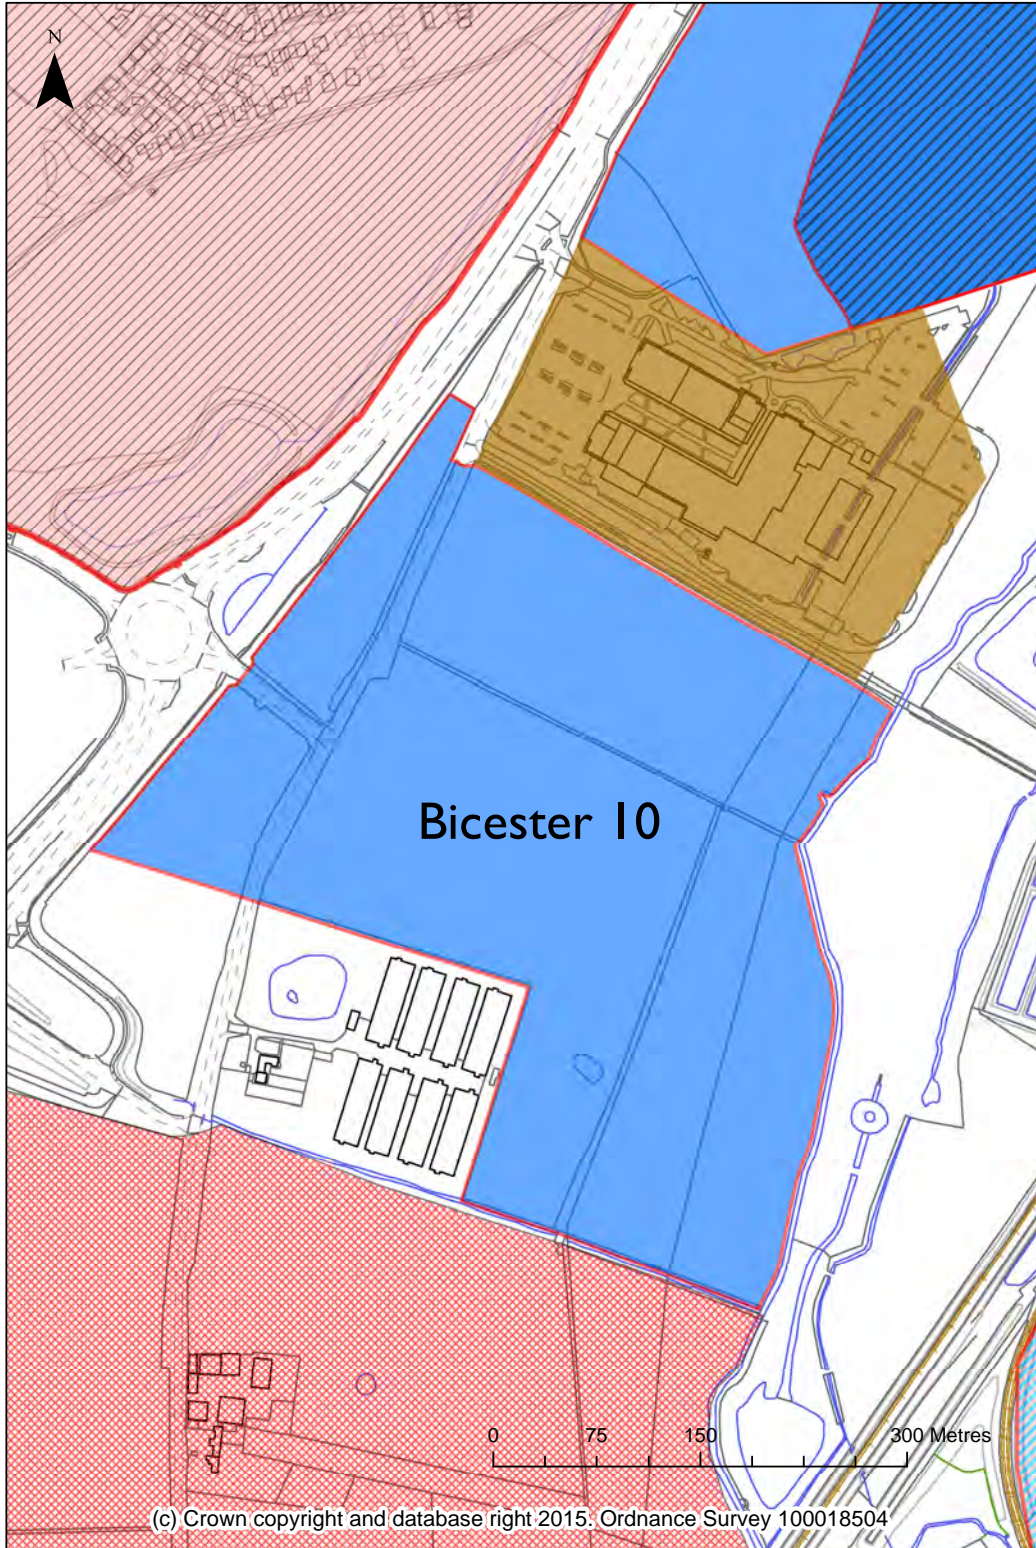 N
Bicester 10
0 75 150 300 Metres
(c) Crown copyright and database right 2015. Ordnance Survey 100018504